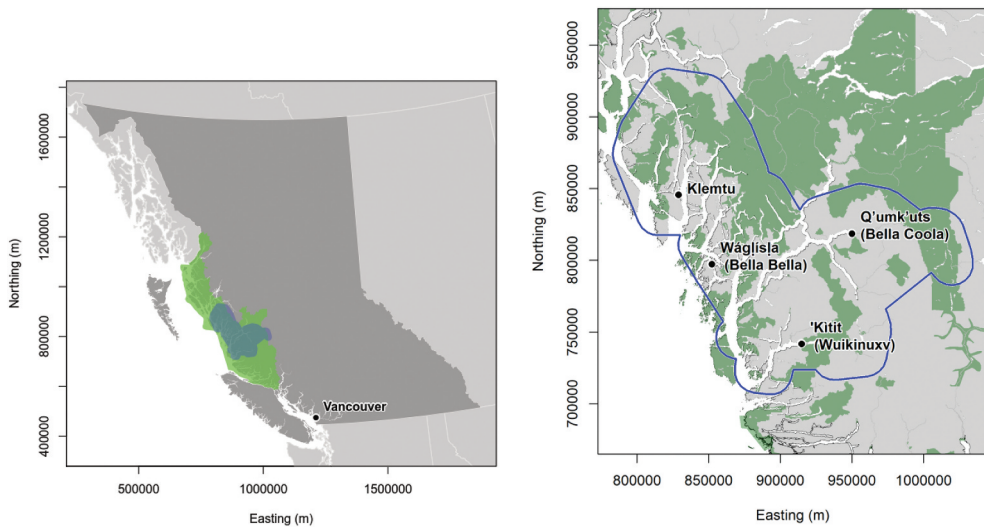 Northing (m)
1600000
1200000
800000
400000
Vancouver
500000 1000000 1500000
Easting (m)
Northing (m)
950000
900000
850000
800000
750000
700000
Klemtu
Q'umk'uts
(Bella Coola)
Wágḷísla
(Bella Bella)
'Kitit
(Wuikinuxv)
800000 850000 900000 950000 1000000
Easting (m)